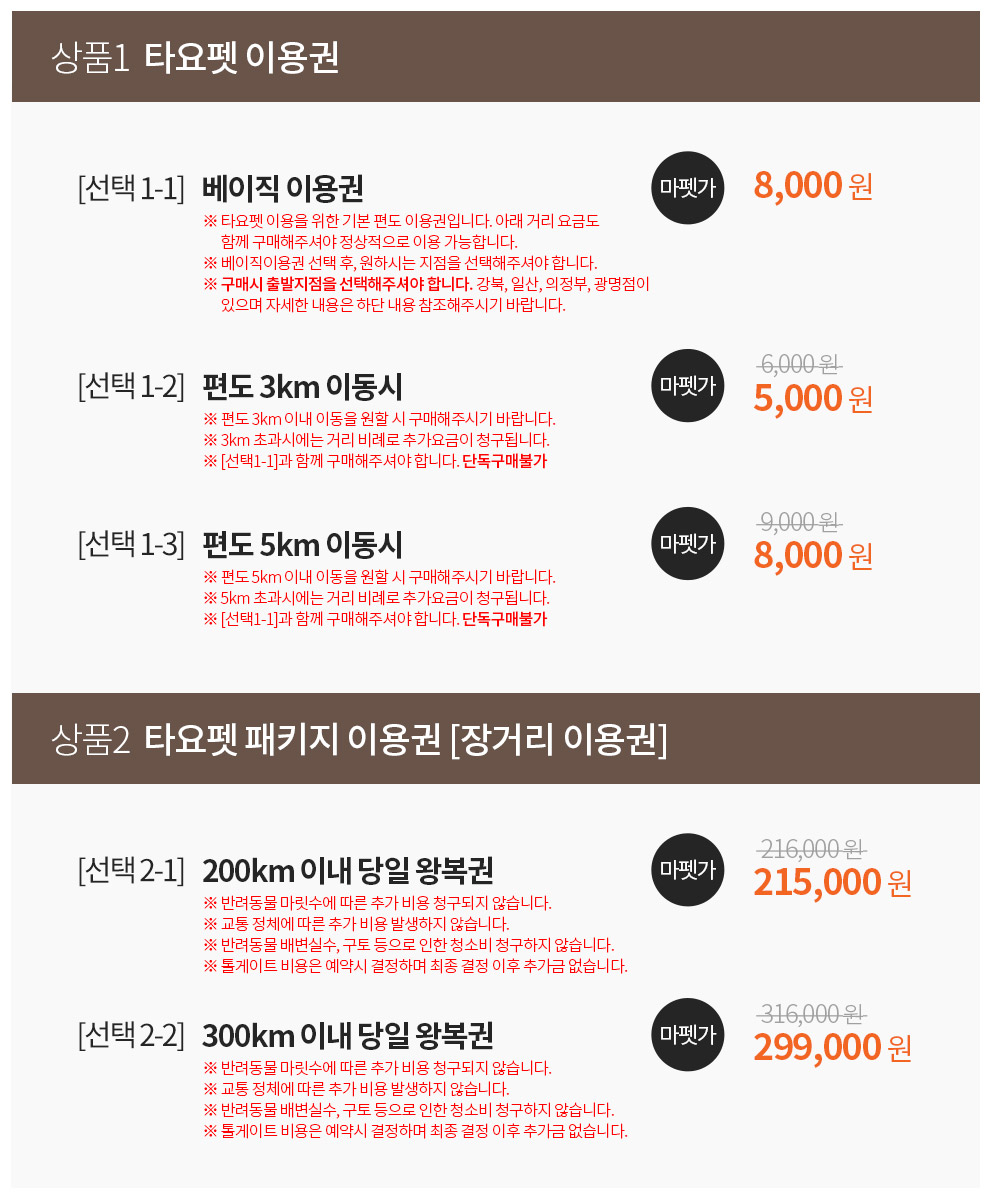 상품1 타요펫 이용권
[선택 1-1] 베이직 이용권 마펫가 8,000 원
※ 타요펫 이용을 위한 기본 편도 이용권입니다. 아래 거리 요금도
함께 구매해주셔야 정상적으로 이용 가능합니다.
※ 베이직이용권 선택 후, 원하시는 지점을 선택해주셔야 합니다.
※ 구매시 출발지점을 선택해주셔야 합니다. 강북, 일산, 의정부, 광명점이
있으며 자세한 내용은 하단 내용 참조해주시기 바랍니다.
6,000 원
[선택 1-2] 편도 3km 이동시 마펫가 5,000 원
※ 편도 3km 이내 이동을 원할 시 구매해주시기 바랍니다.
※ 3km 초과시에는 거리 비례로 추가요금이 청구됩니다.
※ [선택1-1]과 함께 구매해주셔야 합니다. 단독구매불가
9,000 원
[선택 1-3] 편도 5km 이동시 마펫가 8,000 원
※ 편도 5km 이내 이동을 원할 시 구매해주시기 바랍니다.
※ 5km 초과시에는 거리 비례로 추가요금이 청구됩니다.
※ [선택1-1]과 함께 구매해주셔야 합니다. 단독구매불가
상품2 타요펫 패키지 이용권 [장거리 이용권]
216,000 원
[선택 2-1] 200km 이내 당일 왕복권 마펫가 215,000 원
※ 반려동물 마릿수에 따른 추가 비용 청구되지 않습니다.
※ 교통 정체에 따른 추가 비용 발생하지 않습니다.
※ 반려동물 배변실수, 구토 등으로 인한 청소비 청구하지 않습니다.
※ 톨게이트 비용은 예약시 결정하며 최종 결정 이후 추가금 없습니다.
316,000 원
[선택 2-2] 300km 이내 당일 왕복권 마펫가 299,000 원
※ 반려동물 마릿수에 따른 추가 비용 청구되지 않습니다.
※ 교통 정체에 따른 추가 비용 발생하지 않습니다.
※ 반려동물 배변실수, 구토 등으로 인한 청소비 청구하지 않습니다.
※ 톨게이트 비용은 예약시 결정하며 최종 결정 이후 추가금 없습니다.